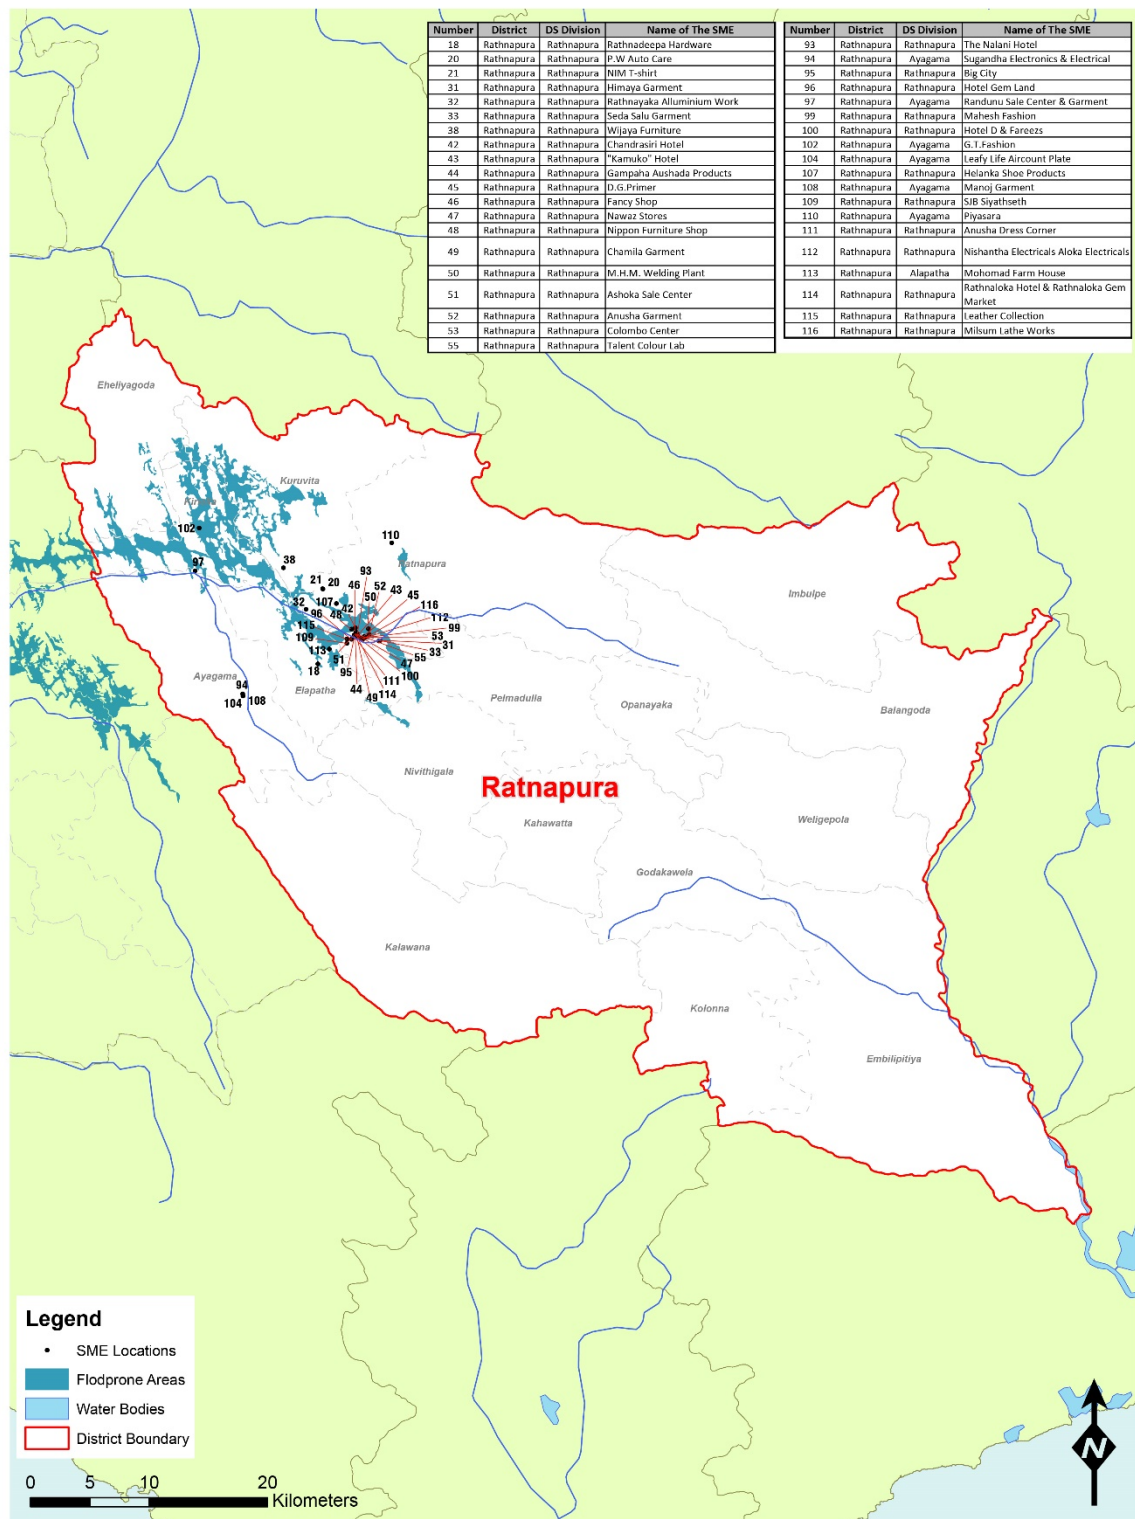 Number District DS Division Name of The SME
18 Rathnapura Rathnapura Rathnadeepa Hardware
20 Rathnapura Rathnapura P.W Auto Care
21 Rathnapura Rathnapura NIM T-shirt
31 Rathnapura Rathnapura Himaya Garment
32 Rathnapura Rathnapura Rathnayaka Alluminium Work
33 Rathnapura Rathnapura Seda Salu Garment
38 Rathnapura Rathnapura Wijaya Furniture
42 Rathnapura Rathnapura Chandrasiri Hotel
43 Rathnapura Rathnapura "Kamuko" Hotel
44 Rathnapura Rathnapura Gampaha Aushada Products
45 Rathnapura Rathnapura D.G.Primer
46 Rathnapura Rathnapura Fancy Shop
47 Rathnapura Rathnapura Nawaz Stores
48 Rathnapura Rathnapura Nippon Furniture Shop
49 Rathnapura Rathnapura Chamila Garment
50 Rathnapura Rathnapura M.H.M. Welding Plant
51 Rathnapura Rathnapura Ashoka Sale Center
52 Rathnapura Rathnapura Anusha Garment
53 Rathnapura Rathnapura Colombo Center
55 Rathnapura Rathnapura Talent Colour Lab
Number District DS Division Name of The SME
93 Rathnapura Rathnapura The Nalani Hotel
94 Rathnapura Ayagama Sugandha Electronics & Electrical
95 Rathnapura Rathnapura Big City
96 Rathnapura Rathnapura Hotel Gem Land
97 Rathnapura Ayagama Randunu Sale Center & Garment
99 Rathnapura Rathnapura Mahesh Fashion
100 Rathnapura Rathnapura Hotel D & Fareezs
102 Rathnapura Ayagama G.T.Fashion
104 Rathnapura Ayagama Leafy Life Aircount Plate
107 Rathnapura Rathnapura Helanka Shoe Products
108 Rathnapura Ayagama Manoj Garment
109 Rathnapura Rathnapura SJB Siyathseth
110 Rathnapura Ayagama Piyasara
111 Rathnapura Rathnapura Anusha Dress Corner
112 Rathnapura Rathnapura Nishantha Electricals Aloka Electricals
113 Rathnapura Alapatha Mohomad Farm House
114 Rathnapura Rathnapura Rathnaloka Hotel & Rathnaloka Gem
Market
115 Rathnapura Rathnapura Leather Collection
116 Rathnapura Rathnapura Milsum Lathe Works
Eheliyagoda
Kuruvita
102
110
97
38
93
Ratnapura
21 20
46 52 43
50 45
Imbulpe
32 107 42
116
96 48
112
115
99
109
53
31
113
33
51
55
18
95
47
100
111
Ayagama
94
104 108
Elapatha
44
49 114
Pelmadulla
Opanayaka
Balangoda
Nivithigala
Ratnapura
Kahawatta
Weligepola
Godakawela
Kalawana
Kolonna
Embilipitiya
Legend
SME Locations
Flodprone Areas
Water Bodies
District Boundary
0 5 10 20
Kilometers
N